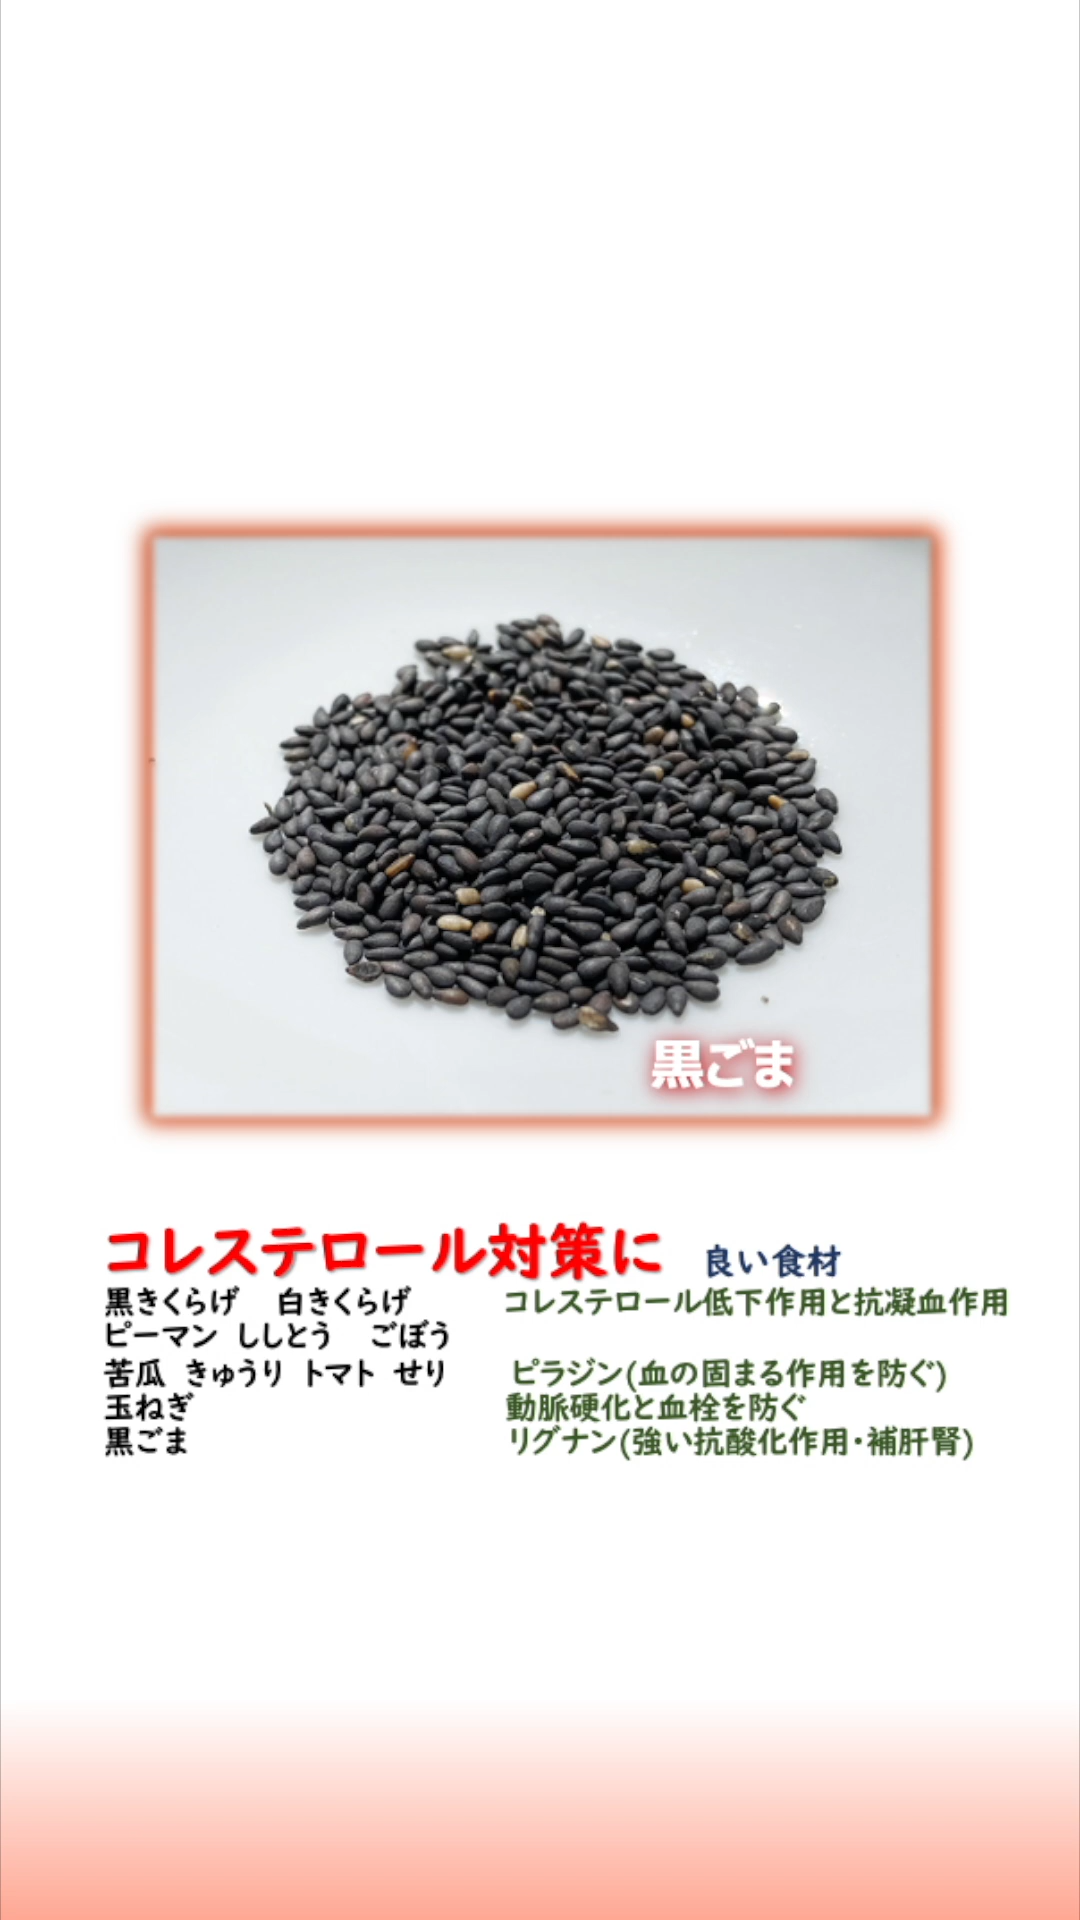 黒ごま
コレステロール対策に 良い食材
黒きくらげ 白きくらげ コレステロール低下作用と抗凝血作用
ピーマン ししとう ごぼう
苦瓜 きゅうり トマト せり ピラジン(血の固まる作用を防ぐ)
玉ねぎ 動脈硬化と血栓を防ぐ
黒ごま リグナン(強い抗酸化作用・補肝腎)